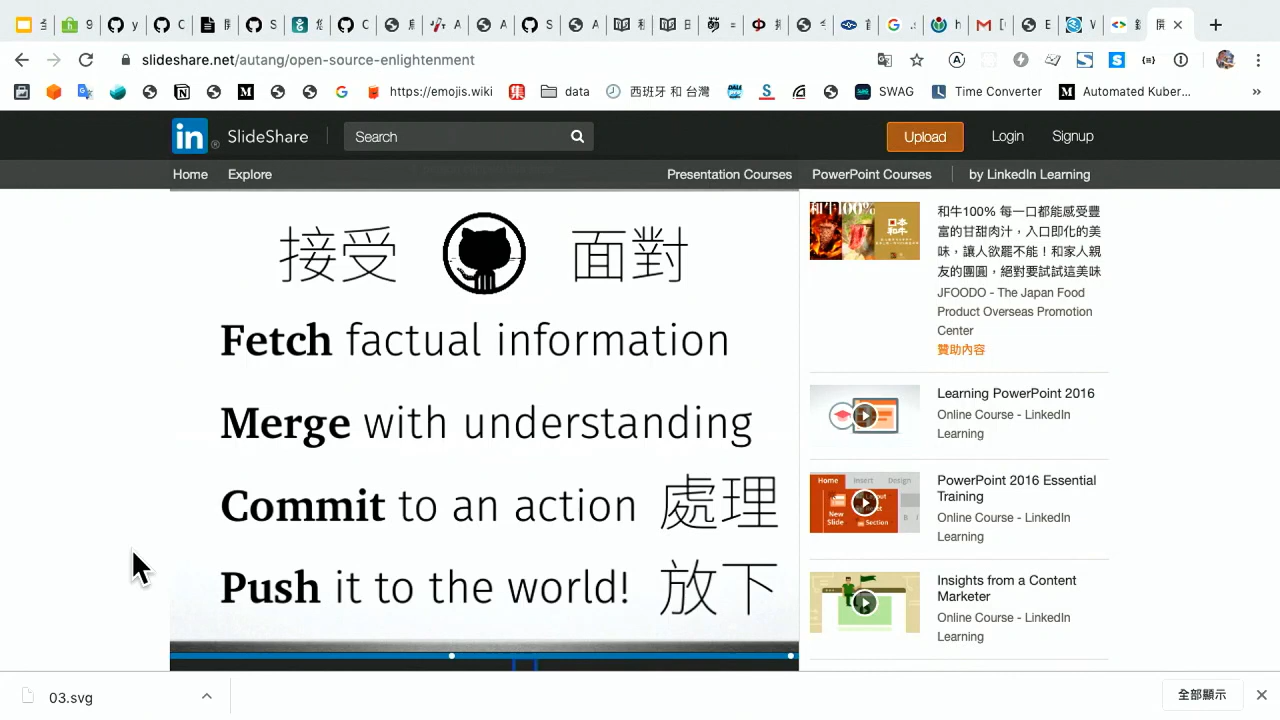 slideshare.net/autang/open-source-enlightenment
https://emojis.wiki
data
西班牙 和 台灣
SWAG
Time Converter
Automated Kuber...
»
in
SlideShare
Search
Upload
Login
Signup
Home
Explore
Presentation Courses
PowerPoint Courses
by LinkedIn Learning
接受 面對
Fetch factual information
Merge with understanding
Commit to an action 處理
Push it to the world! 放下
和牛100% 每一口都能感受豐
富的甘甜肉汁，入口即化的美
味，讓人欲罷不能！和家人親
友的團圓，絕對要試試這美味
JFOODO - The Japan Food
Product Overseas Promotion
Center
贊助內容
Learning PowerPoint 2016
Online Course - LinkedIn
Learning
Home Insert Design
New
Slide
Section
PowerPoint 2016 Essential
Training
Online Course - LinkedIn
Learning
Insights from a Content
Marketer
Online Course - LinkedIn
Learning
03.svg
全部顯示